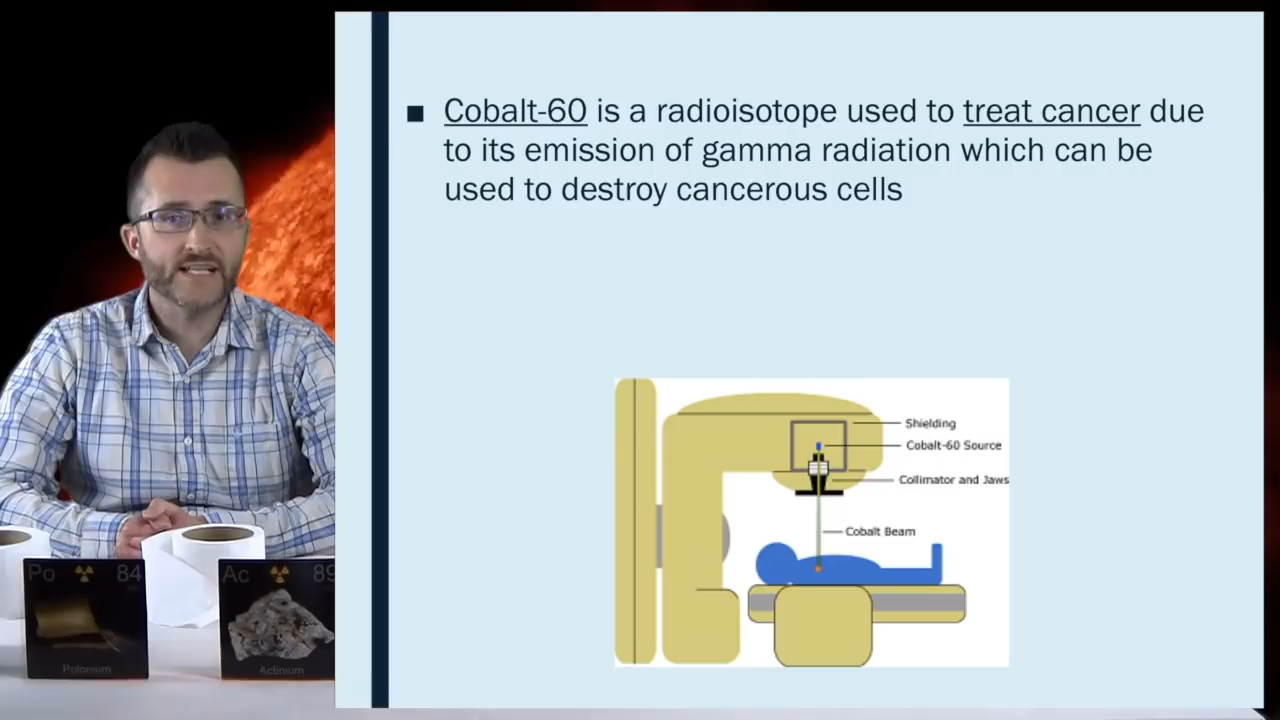 ■ Cobalt-60 is a radioisotope used to treat cancer due
to its emission of gamma radiation which can be
used to destroy cancerous cells
Shielding
Cobalt-60 Source
Collimator and Jaws
Cobalt Beam
Po 84
Polonium
Ac 89
Actinium